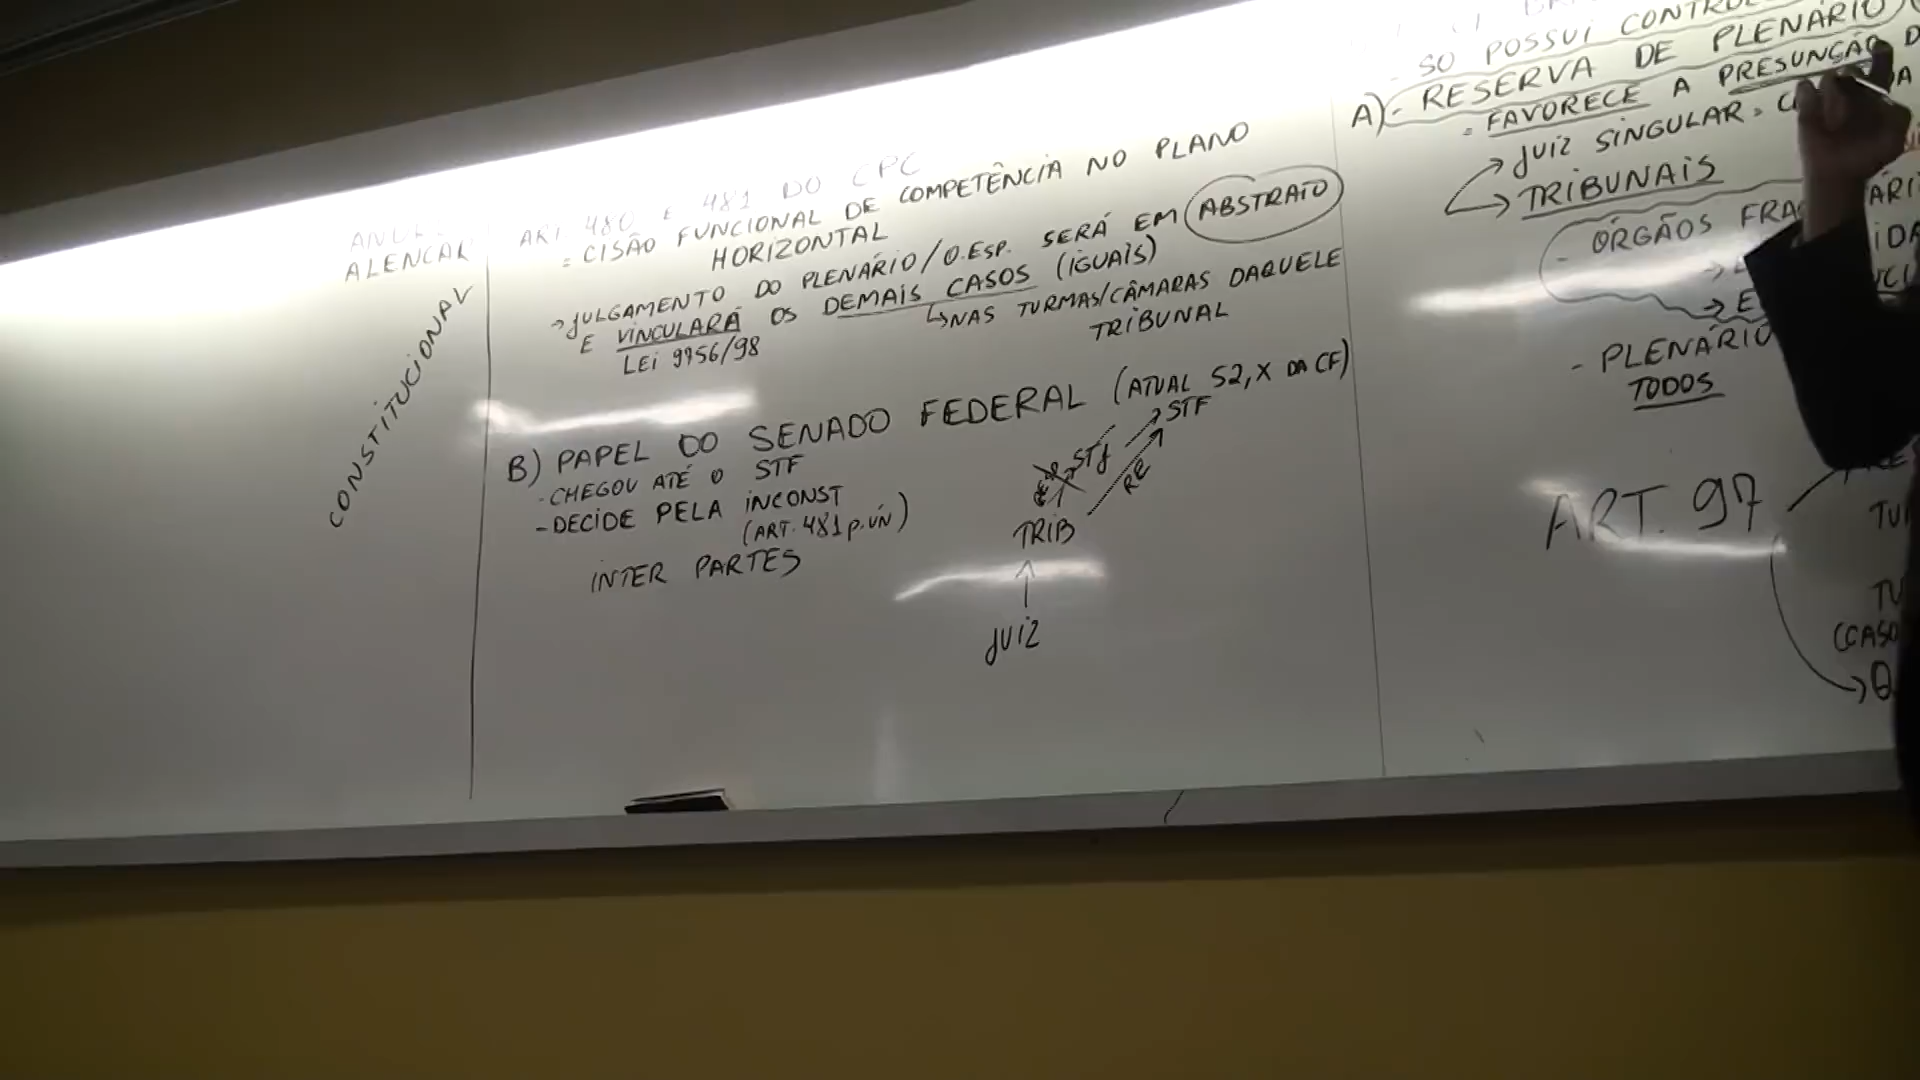 ALENCAR
CONSTITUCIONAL
ART 480 E 481 DO CPC
= CISÃO FUNCIONAL DE COMPETÊNCIA NO PLANO
HORIZONTAL
→ JULGAMENTO DO PLENÁRIO/O.ESP. SERÁ EM ABSTRATO
E VINCULARÁ OS DEMAIS CASOS (IGUAIS)
LEI 9756/98
↳ NAS TURMAS/CÂMARAS DAQUELE
TRIBUNAL
B) PAPEL DO SENADO FEDERAL (ATUAL 52, X DA CF)
- CHEGOU ATÉ O STF
- DECIDE PELA INCONST
(ART. 481 p. ÚN)
INTER PARTES
STF
STJ
RE
TRIB
JUIZ
- SÓ POSSUI
A) - RESERVA DE PLENÁRIO
= FAVORECE A PRESUNÇÃO
JUIZ SINGULAR
TRIBUNAIS
- ÓRGÃOS
- PLENÁRIO
TODOS
ART. 97